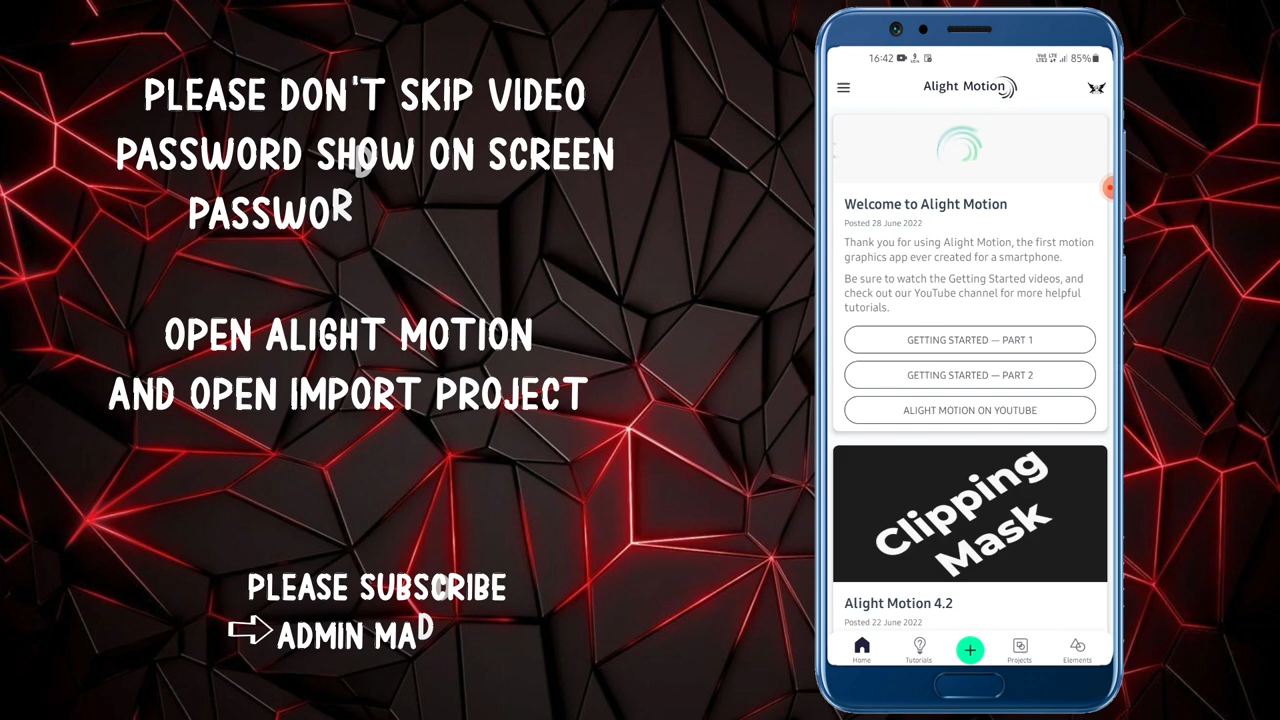 PLEASE DON'T SKIP VIDEO
PASSWORD SHOW ON SCREEN
PASSWOR
OPEN ALIGHT MOTION
AND OPEN IMPORT PROJECT
PLEASE SUBSCRIBE
ADMIN MAD
16:42
85%
Alight Motion
Welcome to Alight Motion
Posted 28 June 2022
Thank you for using Alight Motion, the first motion
graphics app ever created for a smartphone.
Be sure to watch the Getting Started videos, and
check out our YouTube channel for more helpful
tutorials.
GETTING STARTED — PART 1
GETTING STARTED — PART 2
ALIGHT MOTION ON YOUTUBE
Clipping
Mask
Alight Motion 4.2
Posted 22 June 2022
Home Tutorials Projects Elements